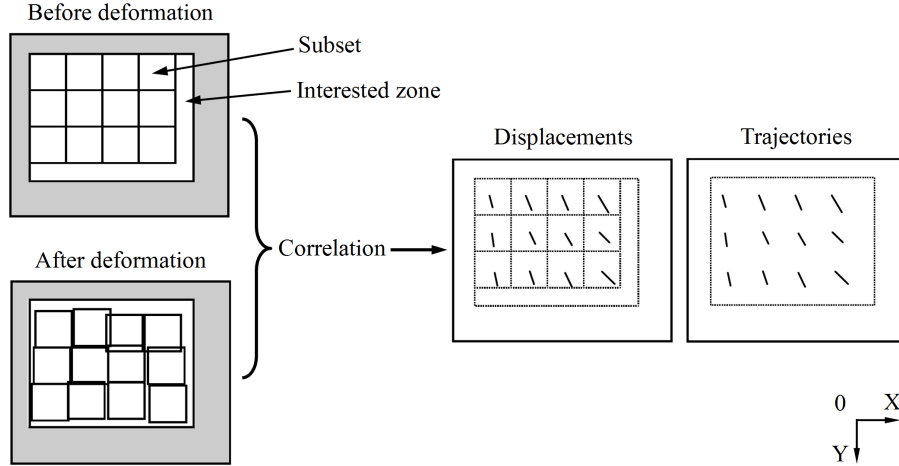 Before deformation
Subset
Interested zone
After deformation
Correlation
Displacements
Trajectories
0 X
Y